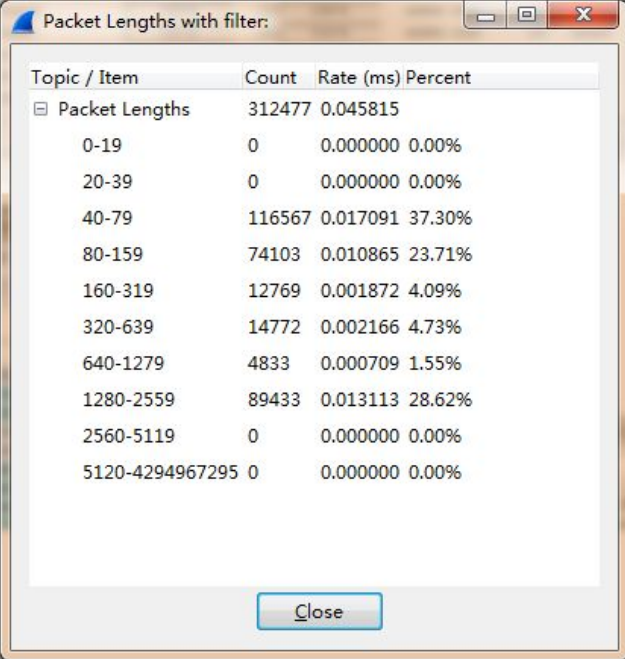 Packet Lengths with filter:
Topic / Item Count Rate (ms) Percent
Packet Lengths 312477 0.045815
0-19 0 0.000000 0.00%
20-39 0 0.000000 0.00%
40-79 116567 0.017091 37.30%
80-159 74103 0.010865 23.71%
160-319 12769 0.001872 4.09%
320-639 14772 0.002166 4.73%
640-1279 4833 0.000709 1.55%
1280-2559 89433 0.013113 28.62%
2560-5119 0 0.000000 0.00%
5120-4294967295 0 0.000000 0.00%
Close